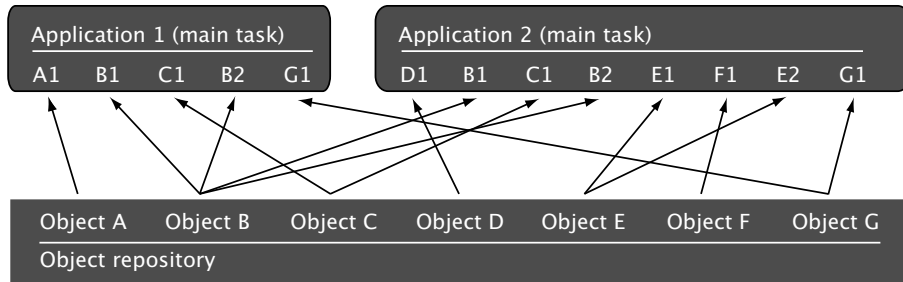 Application 1 (main task)
A1 B1 C1 B2 G1
Application 2 (main task)
D1 B1 C1 B2 E1 F1 E2 G1
Object A Object B Object C Object D Object E Object F Object G
Object repository